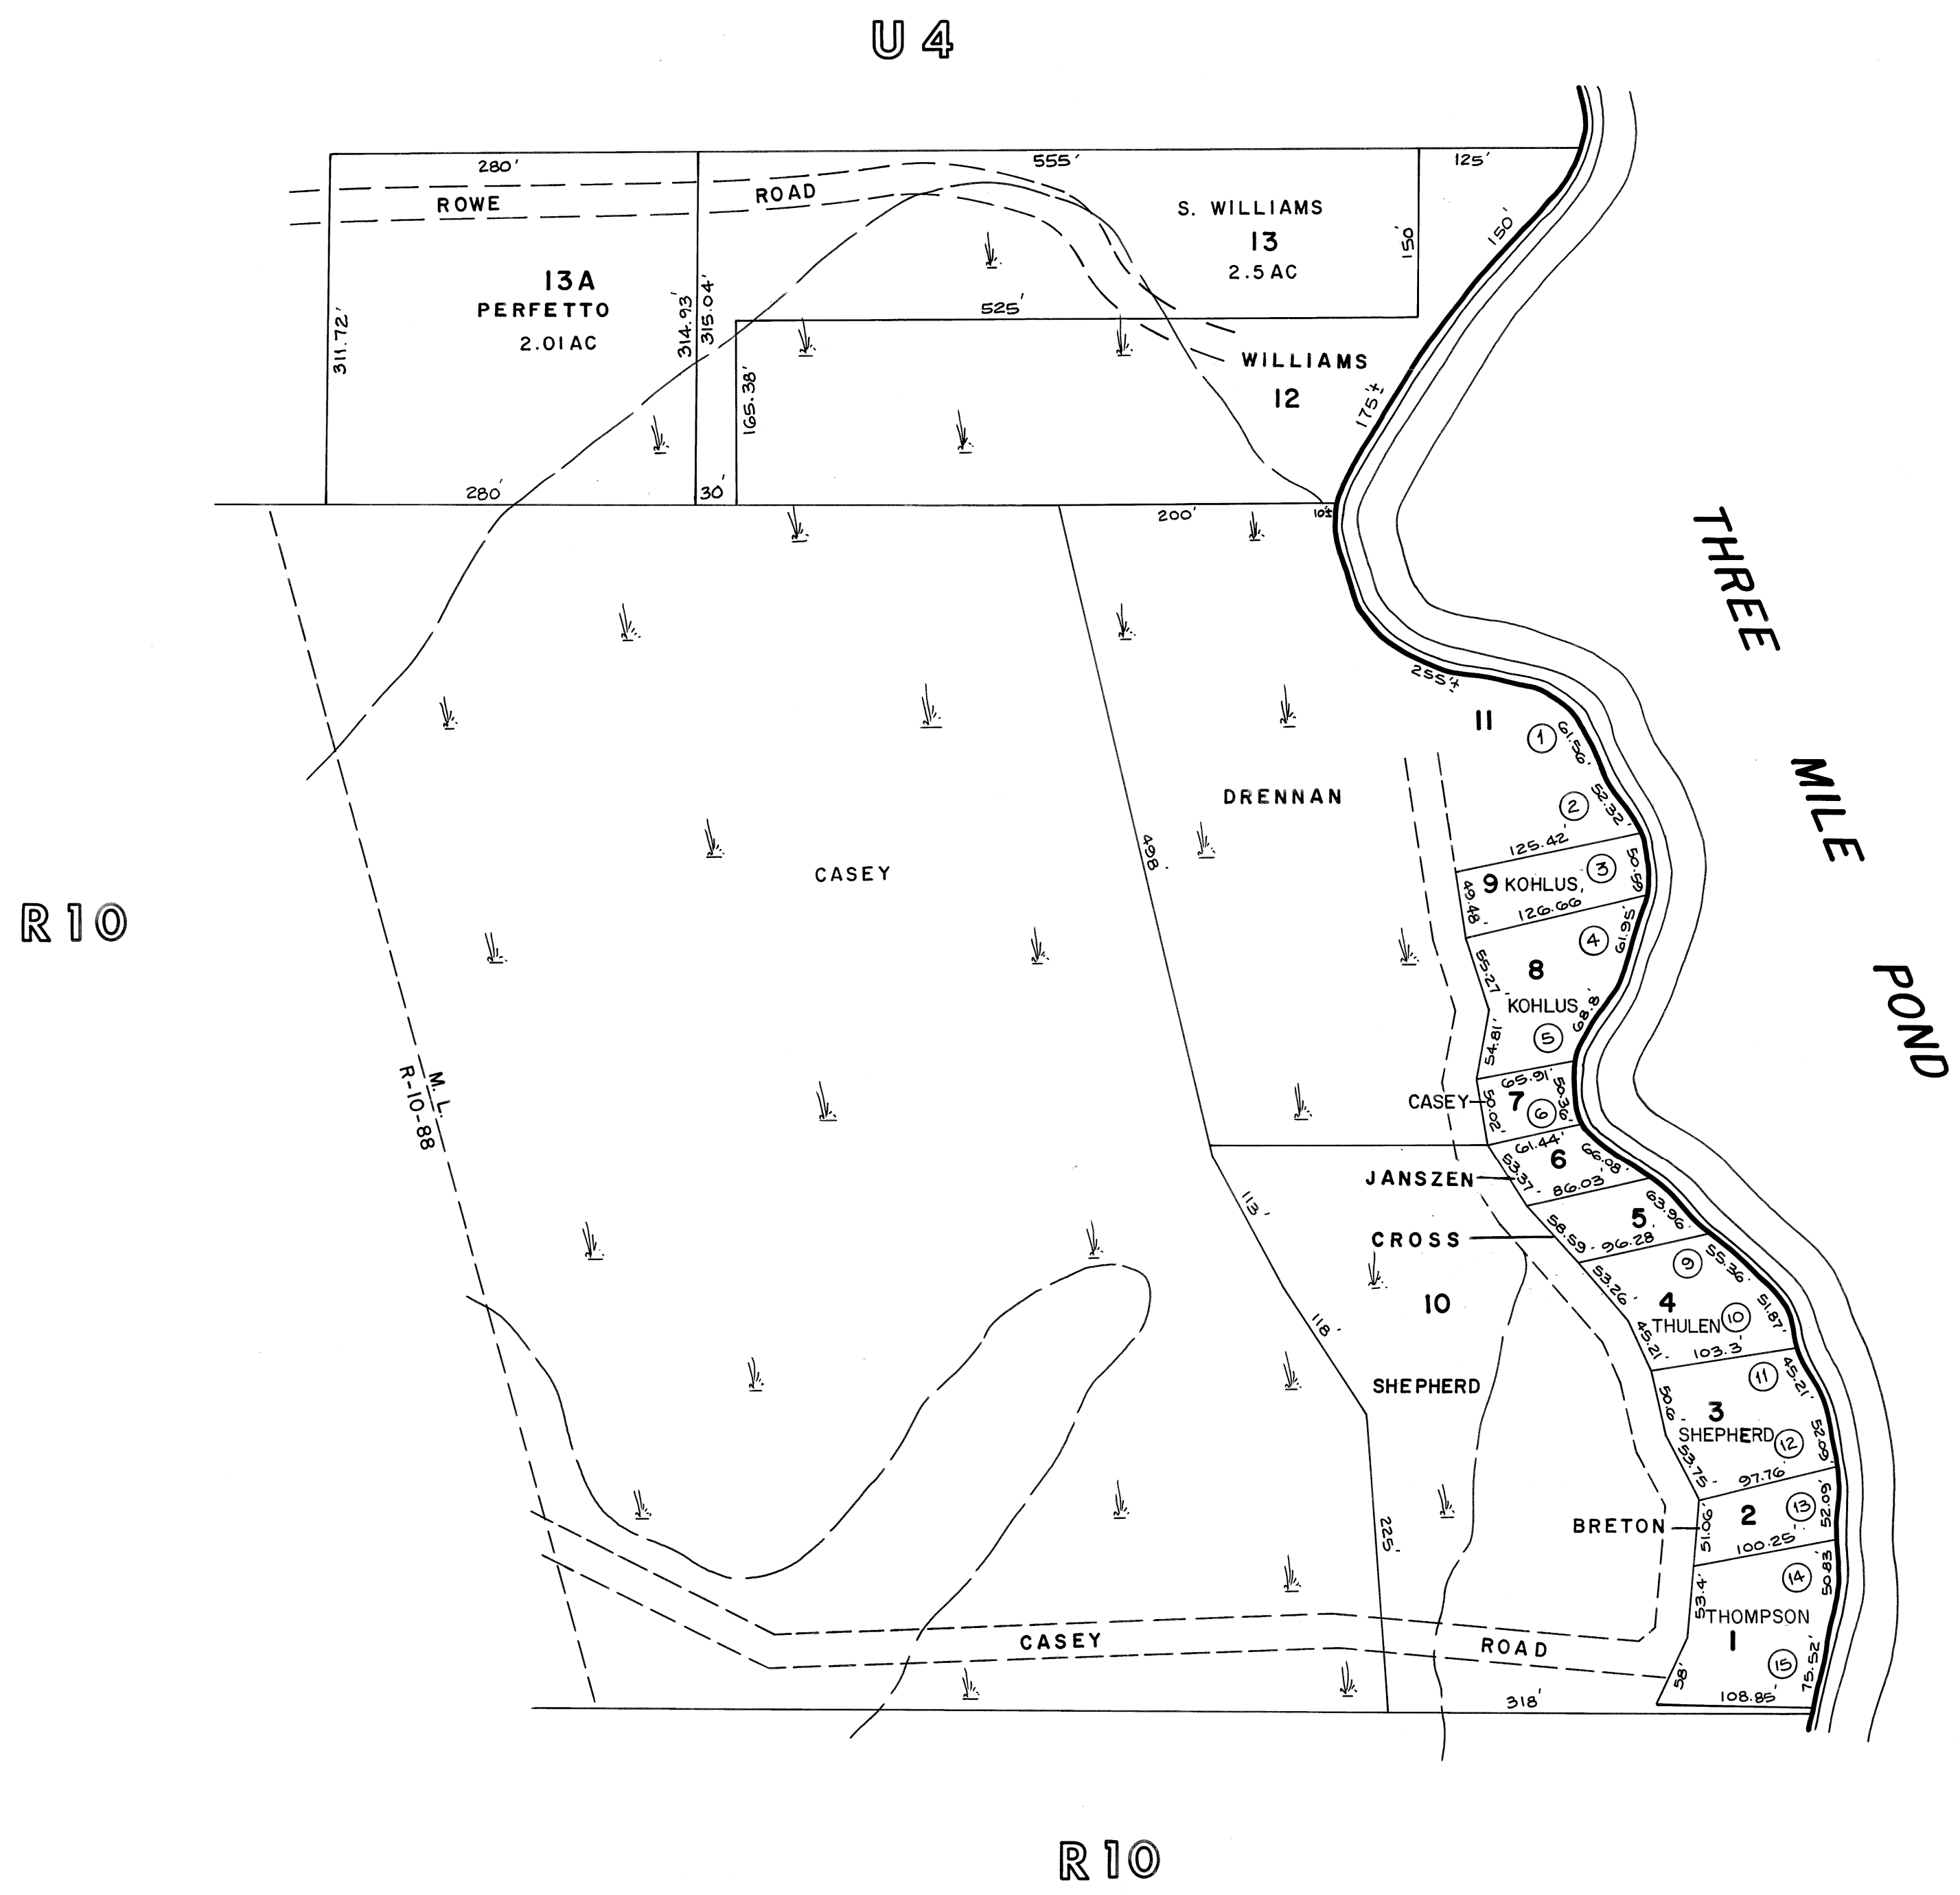 U 4
280'
555'
125'
ROWE
ROAD
S. WILLIAMS
13
2.5 AC
150'
150'
13A
PERFETTO
2.01 AC
311.72'
314.93'
315.04'
525'
165.38'
WILLIAMS
12
175'±
280'
30'
200'
10'±
THREE
MILE
POND
255'±
11
1
61.56'
DRENNAN
2
52.32'
125.42'
498'
CASEY
9 KOHLUS
3
50.59
49.48'
126.66
R 10
4
61.95'
8
55.27'
KOHLUS
68.8'
5
54.81'
65.91'
CASEY
7
6
50.36'
50.02'
M. L.
R-10-88
61.44'
6
66.08'
JANSZEN
53.37'
86.03'
113'
5
63.96'
CROSS
58.59'
96.28'
9
55.36'
53.26'
10
4
THULEN
10
51.87'
118'
45.21'
103.3'
SHEPHERD
11
45.21'
50.6'
3
SHEPHERD
12
52.09'
53.75'
97.76'
522'
BRETON
51.06'
2
13
52.09'
100.25'
14
50.83'
53.4'
THOMPSON
1
CASEY
ROAD
15
75.52'
58'
108.85'
318'
R 10